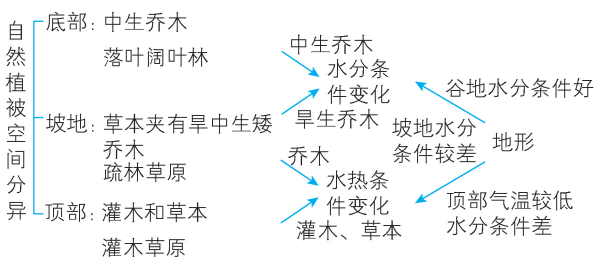 自然植被空间分异
底部：中生乔木
落叶阔叶林
坡地：草本夹有旱中生矮
乔木
疏林草原
顶部：灌木和草本
灌木草原
中生乔木
水分条
件变化
旱生乔木
乔木
水热条
件变化
灌木、草本
谷地水分条件好
坡地水分
条件较差
地形
顶部气温较低
水分条件差